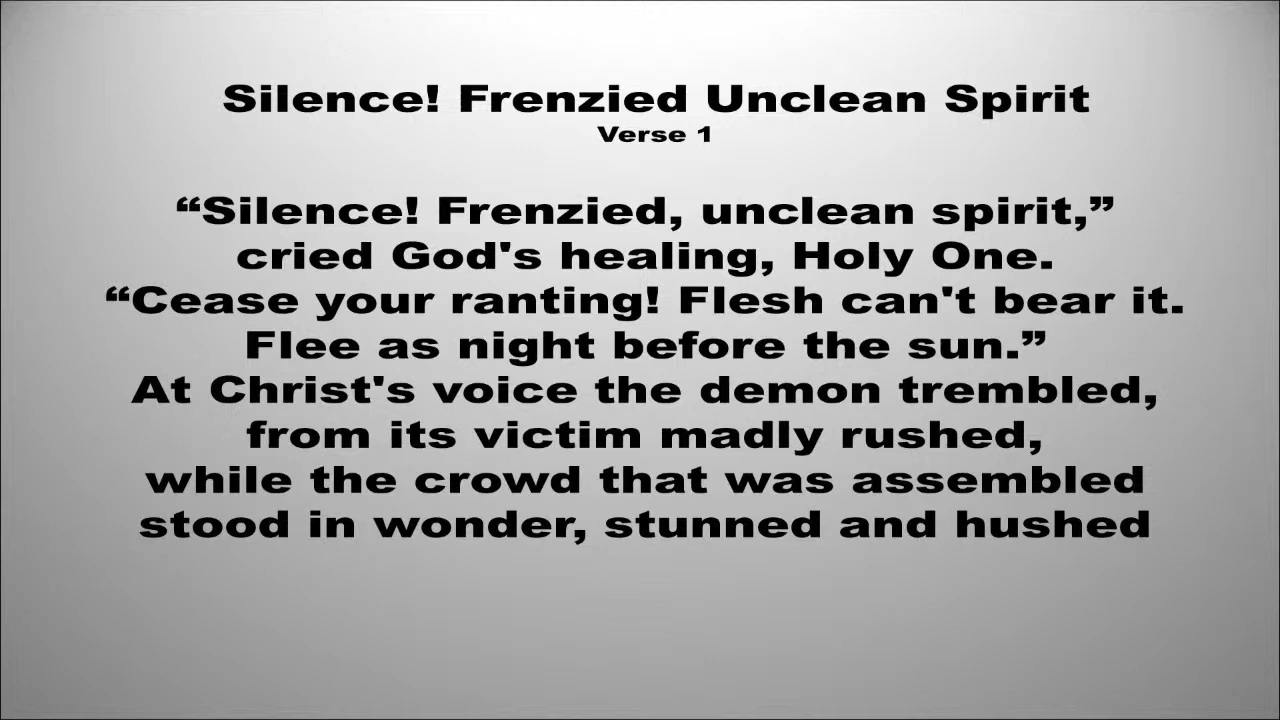 Silence! Frenzied Unclean Spirit
Verse 1
“Silence! Frenzied, unclean spirit,”
cried God's healing, Holy One.
“Cease your ranting! Flesh can't bear it.
Flee as night before the sun.”
At Christ's voice the demon trembled,
from its victim madly rushed,
while the crowd that was assembled
stood in wonder, stunned and hushed